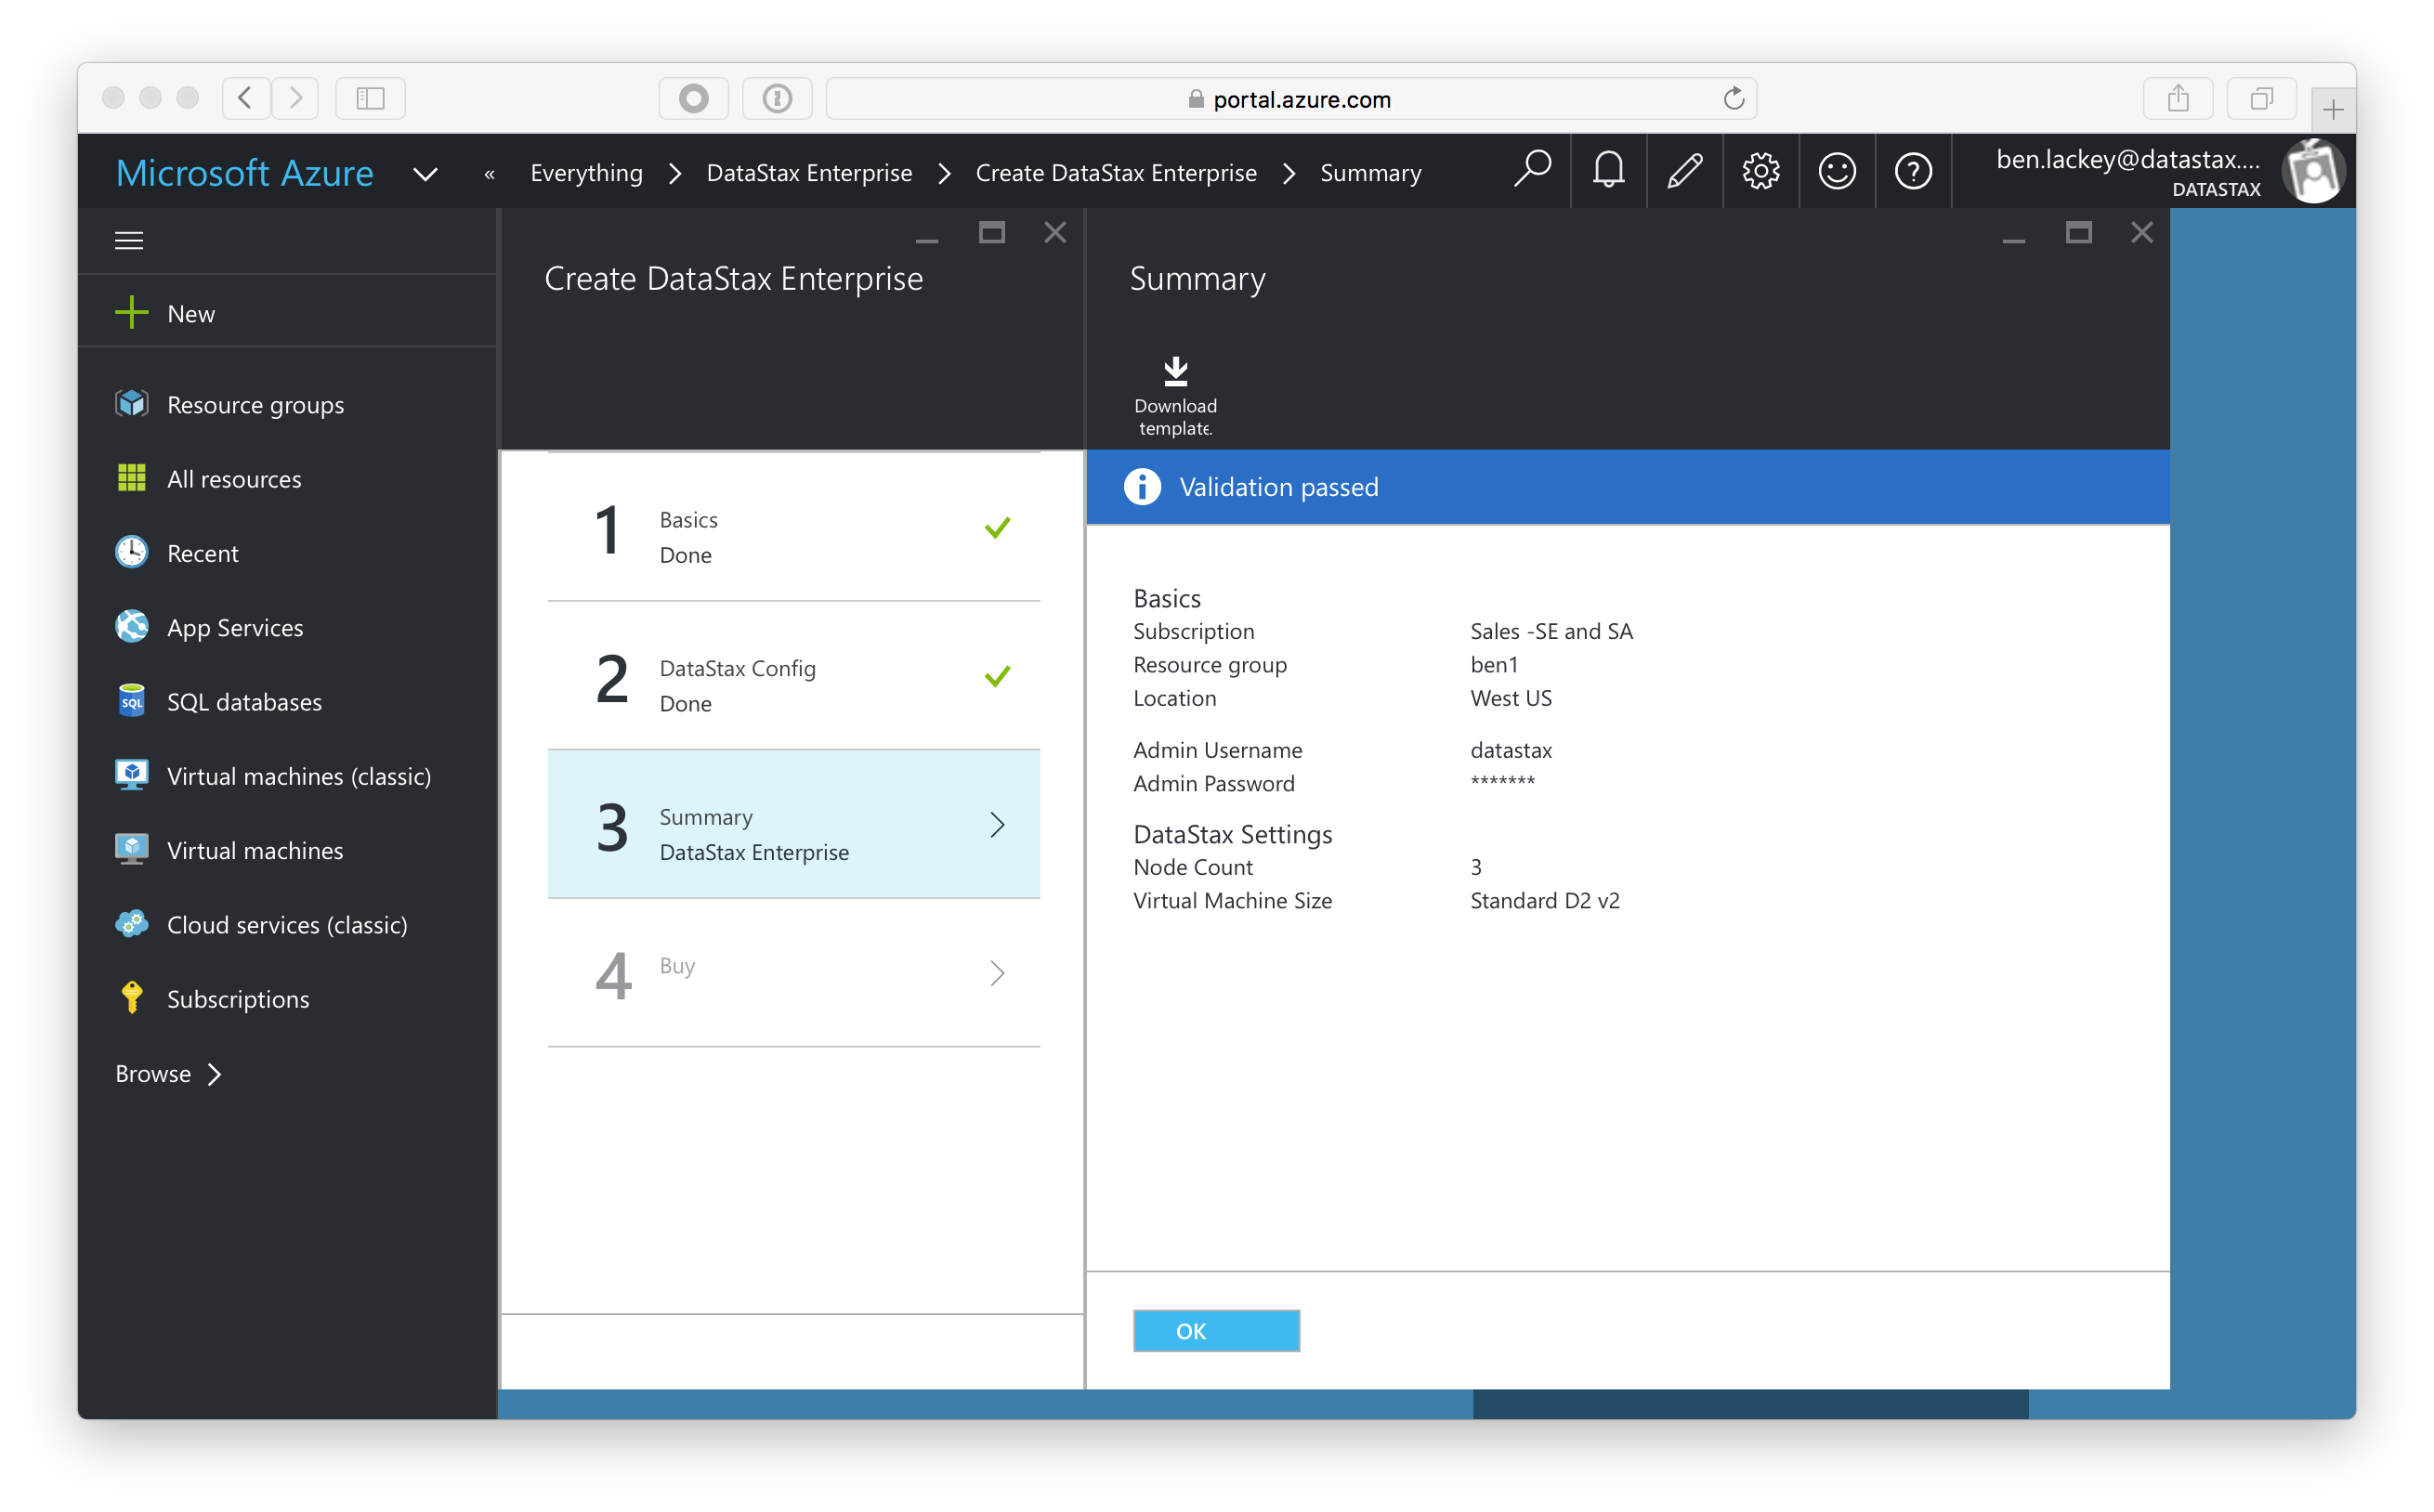 portal.azure.com
Microsoft Azure
« Everything > DataStax Enterprise > Create DataStax Enterprise > Summary
ben.lackey@datastax....
DATASTAX
New
Resource groups
All resources
Recent
App Services
SQL databases
Virtual machines (classic)
Virtual machines
Cloud services (classic)
Subscriptions
Browse >
Create DataStax Enterprise
1 Basics
Done
2 DataStax Config
Done
3 Summary
DataStax Enterprise
4 Buy
Summary
Download
template.
Validation passed
Basics
Subscription Sales -SE and SA
Resource group ben1
Location West US
Admin Username datastax
Admin Password *******
DataStax Settings
Node Count 3
Virtual Machine Size Standard D2 v2
OK